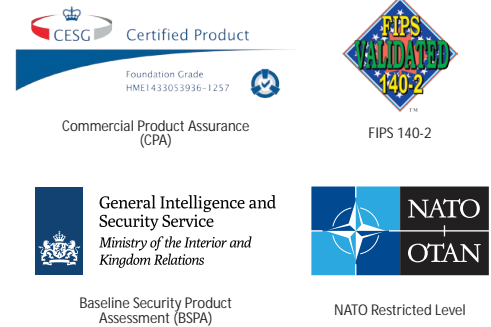 CESG
Certified Product
Foundation Grade
HME1433053936-1257
Commercial Product Assurance
(CPA)
FIPS
VALIDATED
140-2
TM
FIPS 140-2
General Intelligence and
Security Service
Ministry of the Interior and
Kingdom Relations
Baseline Security Product
Assessment (BSPA)
NATO
OTAN
NATO Restricted Level